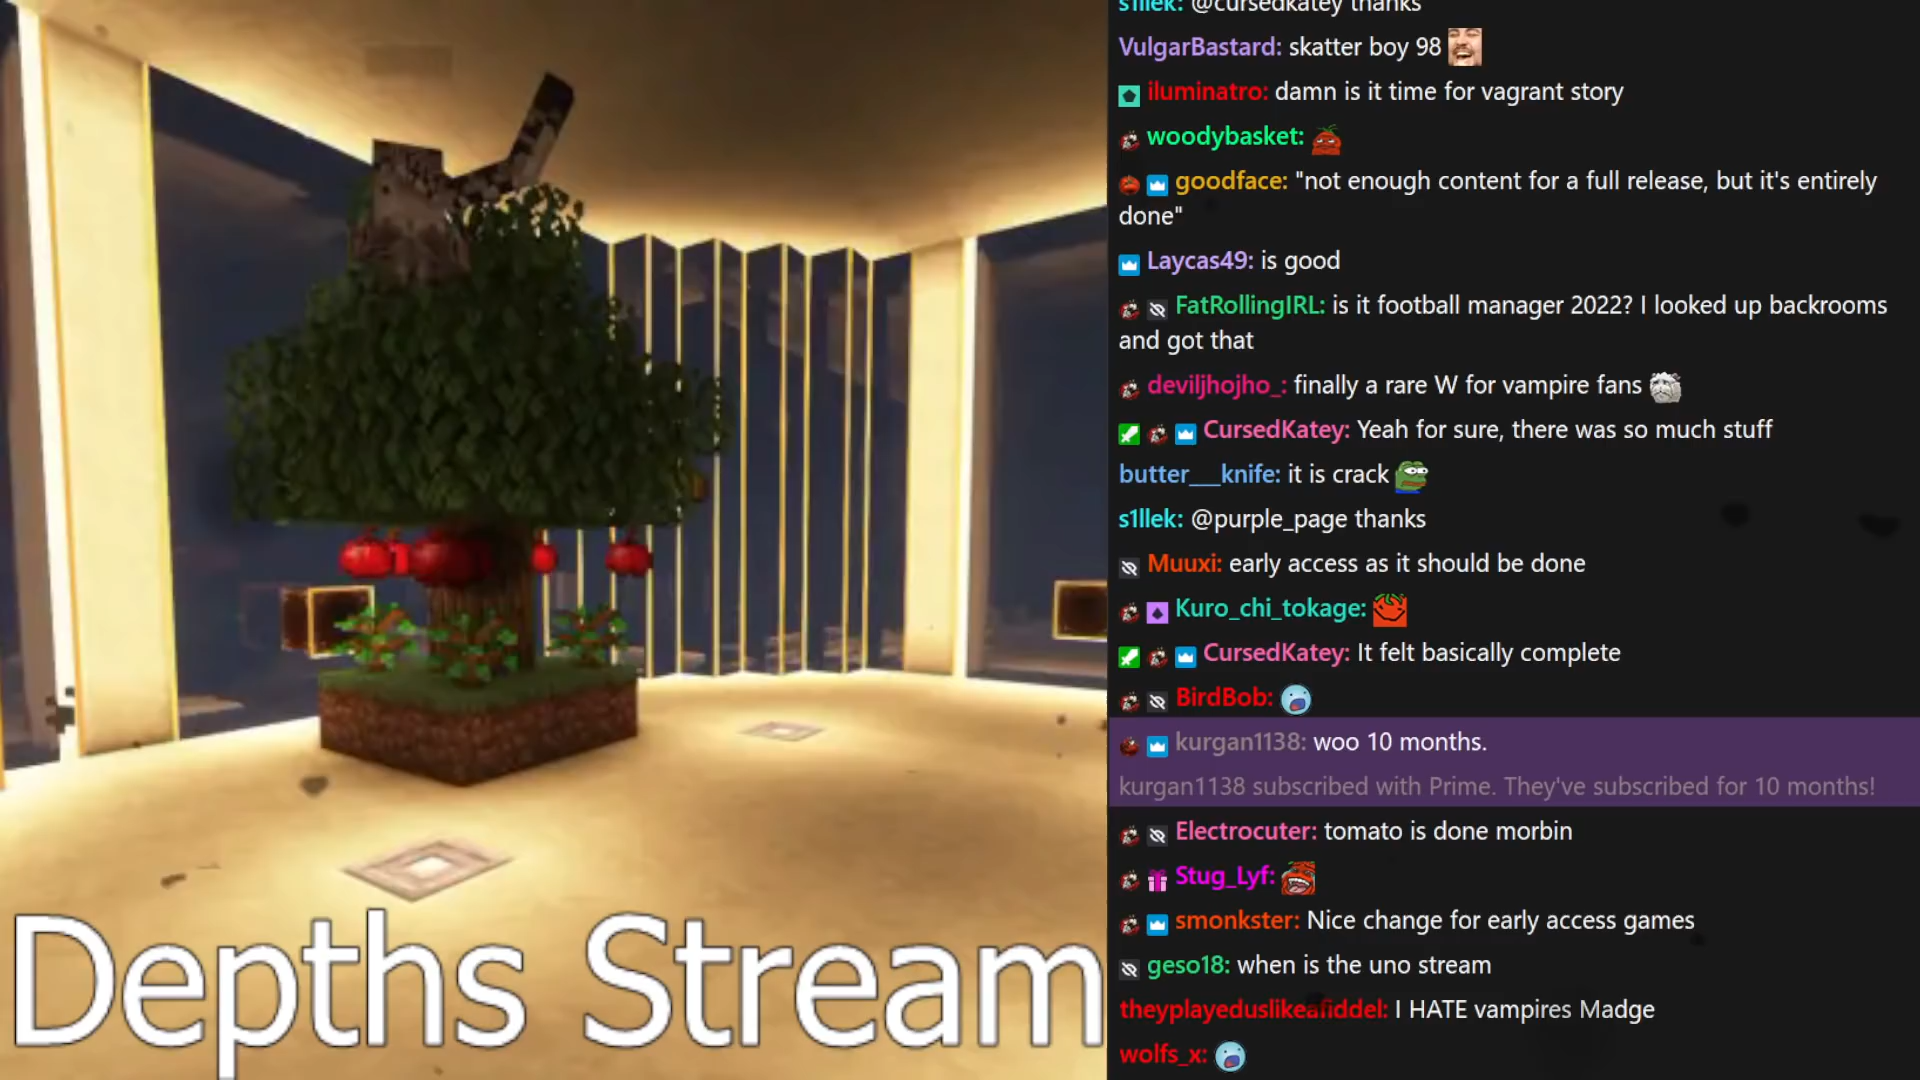 s1llek: @cursedkatey thanks
VulgarBastard: skatter boy 98
iluminatro: damn is it time for vagrant story
woodybasket:
goodface: "not enough content for a full release, but it's entirely
done"
Laycas49: is good
FatRollingIRL: is it football manager 2022? I looked up backrooms
and got that
deviljhojho_: finally a rare W for vampire fans
CursedKatey: Yeah for sure, there was so much stuff
butter___knife: it is crack
s1llek: @purple_page thanks
Muuxi: early access as it should be done
Kuro_chi_tokage:
CursedKatey: It felt basically complete
BirdBob:
kurgan1138: woo 10 months.
kurgan1138 subscribed with Prime. They've subscribed for 10 months!
Electrocuter: tomato is done morbin
Stug_Lyf:
smonkster: Nice change for early access games
geso18: when is the uno stream
theyplayeduslikeafiddel: I HATE vampires Madge
wolfs_x:
Depths Stream